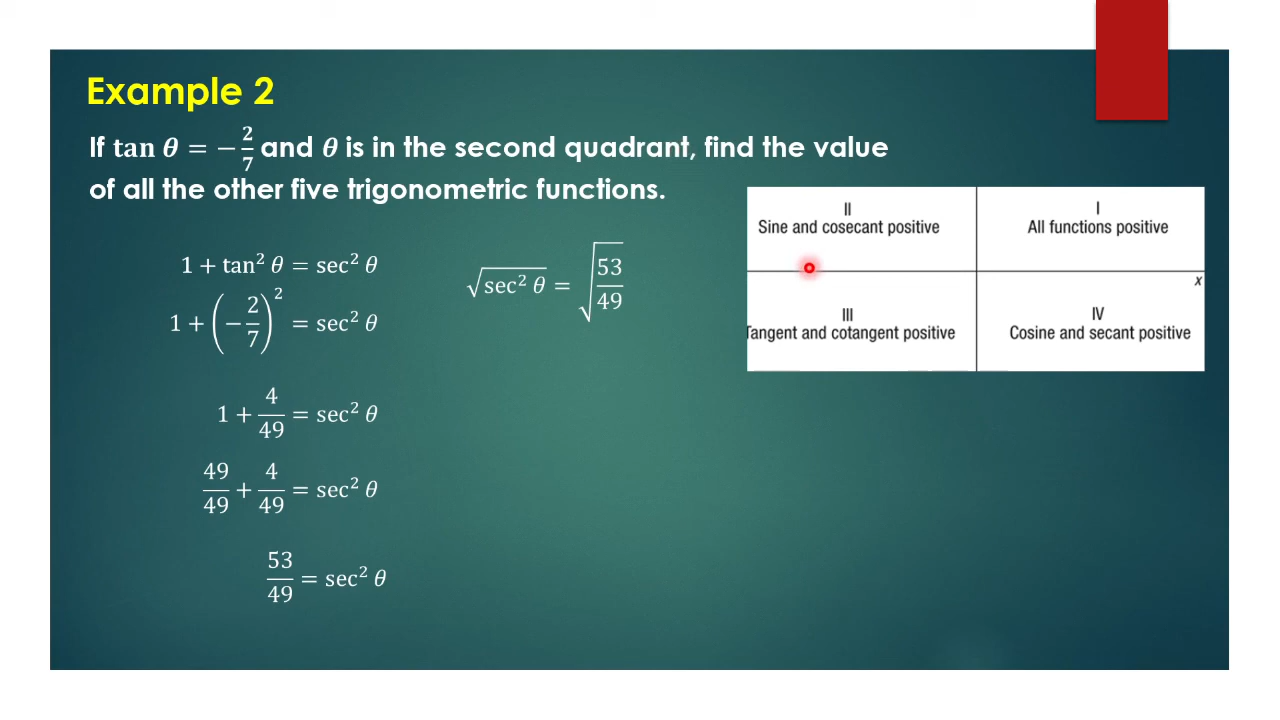 Example 2
If tan θ = −2/7 and θ is in the second quadrant, find the value
of all the other five trigonometric functions.
1 + tan² θ = sec² θ
1 + (−2/7)² = sec² θ
1 + 4/49 = sec² θ
49/49 + 4/49 = sec² θ
53/49 = sec² θ
√sec² θ = √53/49
II
Sine and cosecant positive
I
All functions positive
x
III
Tangent and cotangent positive
IV
Cosine and secant positive